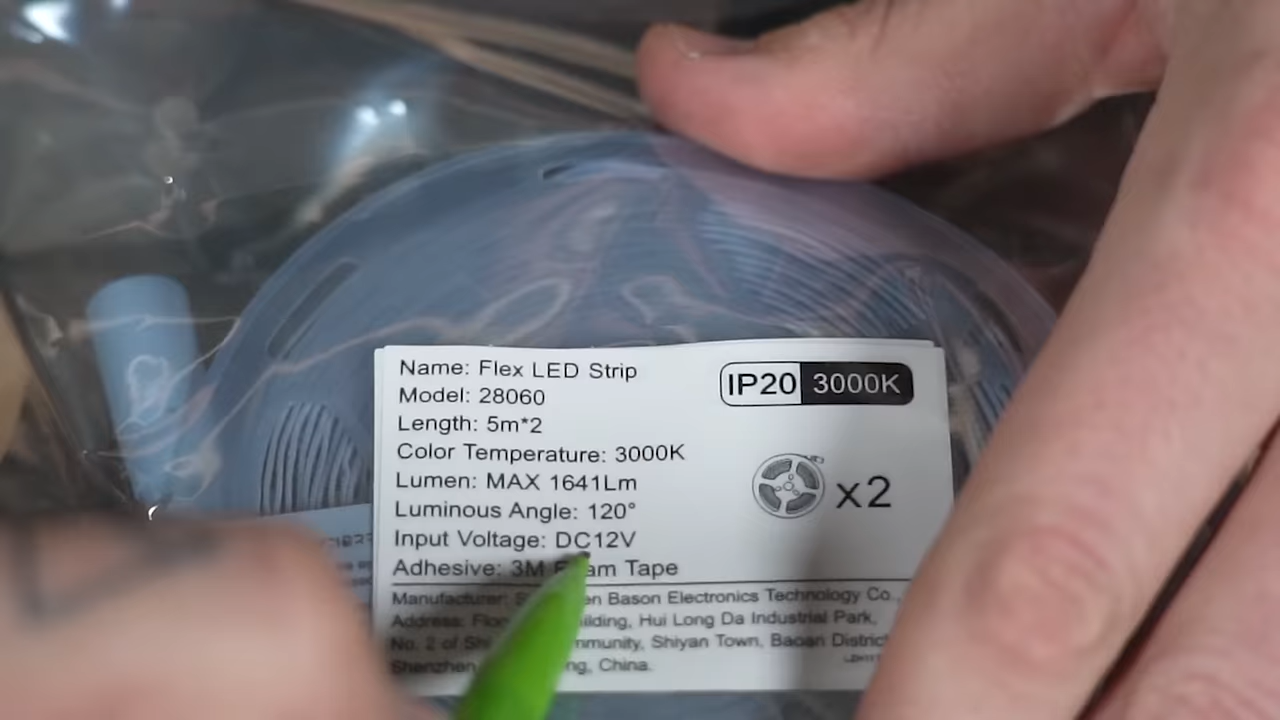 Name: Flex LED Strip
Model: 28060
Length: 5m*2
Color Temperature: 3000K
Lumen: MAX 1641Lm
Luminous Angle: 120°
Input Voltage: DC12V
Adhesive: 3M Tape
IP20 3000K
x2
Manufacturer: Bason Electronics Technology Co.,
Address: Hui Long Da Industrial Park,
No. 2 of Shiyan Town, Baoan District
Shenzhen China.